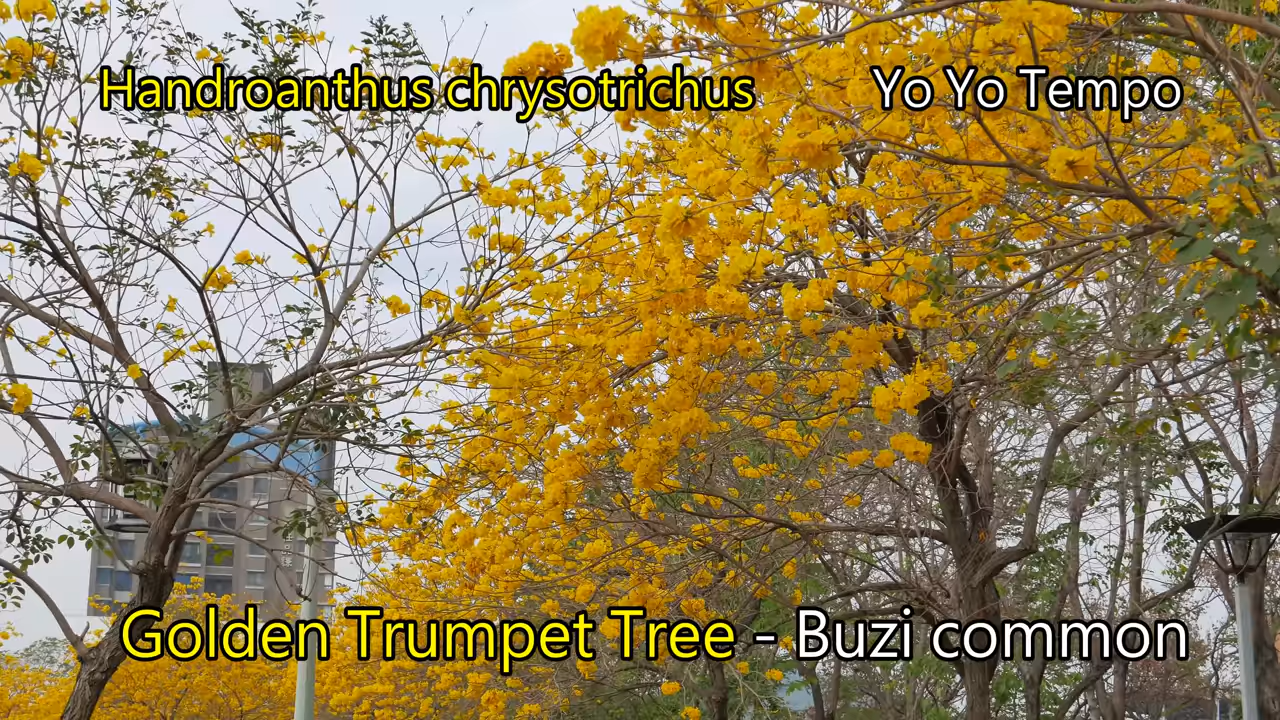 Handroanthus chrysotrichus Yo Yo Tempo
Golden Trumpet Tree - Buzi common